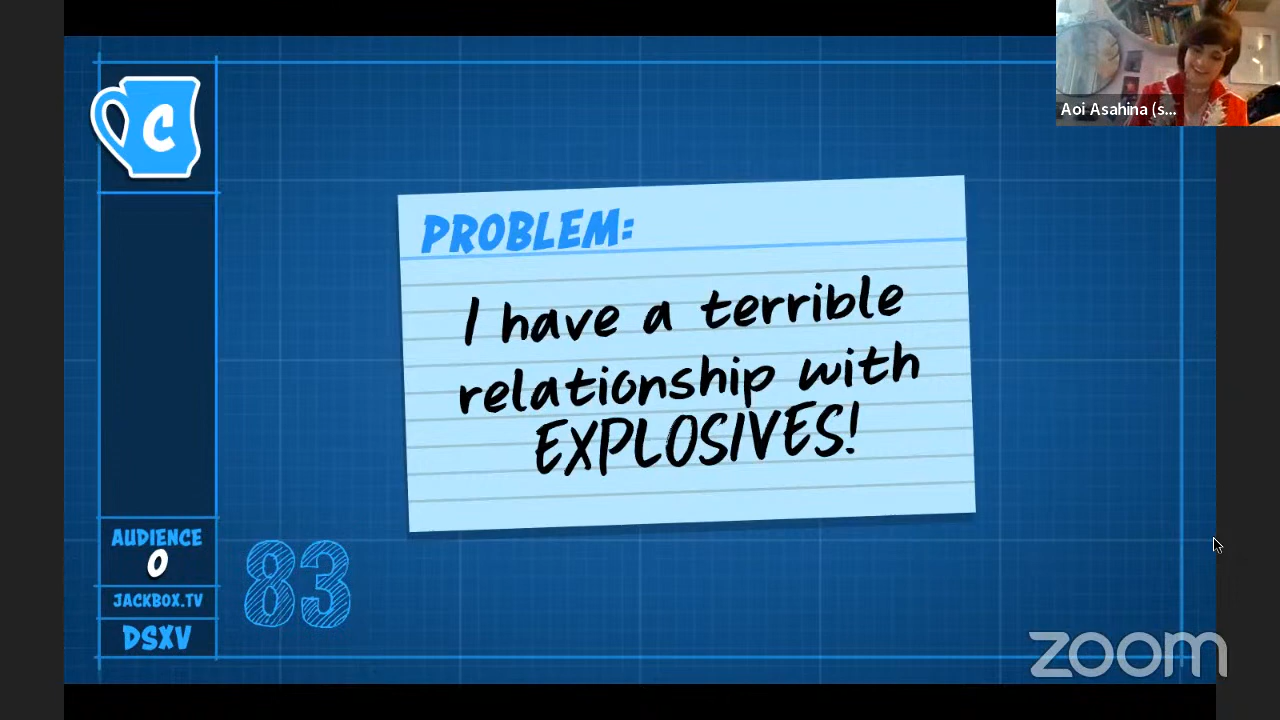 C
Aoi Asahina (s...
PROBLEM:
I have a terrible
relationship with
EXPLOSIVES!
AUDIENCE
0
83
JACKBOX.TV
DSXV
zoom